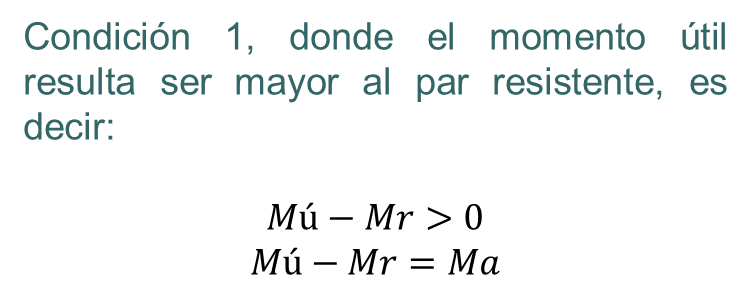 Condición 1, donde el momento útil
resulta ser mayor al par resistente, es
decir:
Mú − Mr > 0
Mú − Mr = Ma